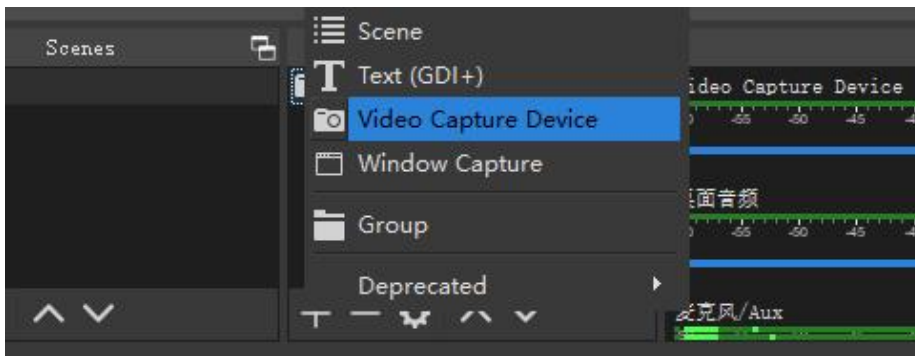 Scenes
Scene
Text (GDI+)
Video Capture Device
Window Capture
Group
Deprecated
Capture Device
-55 -50 -45
面音频
-55 -50 -45
克风/Aux